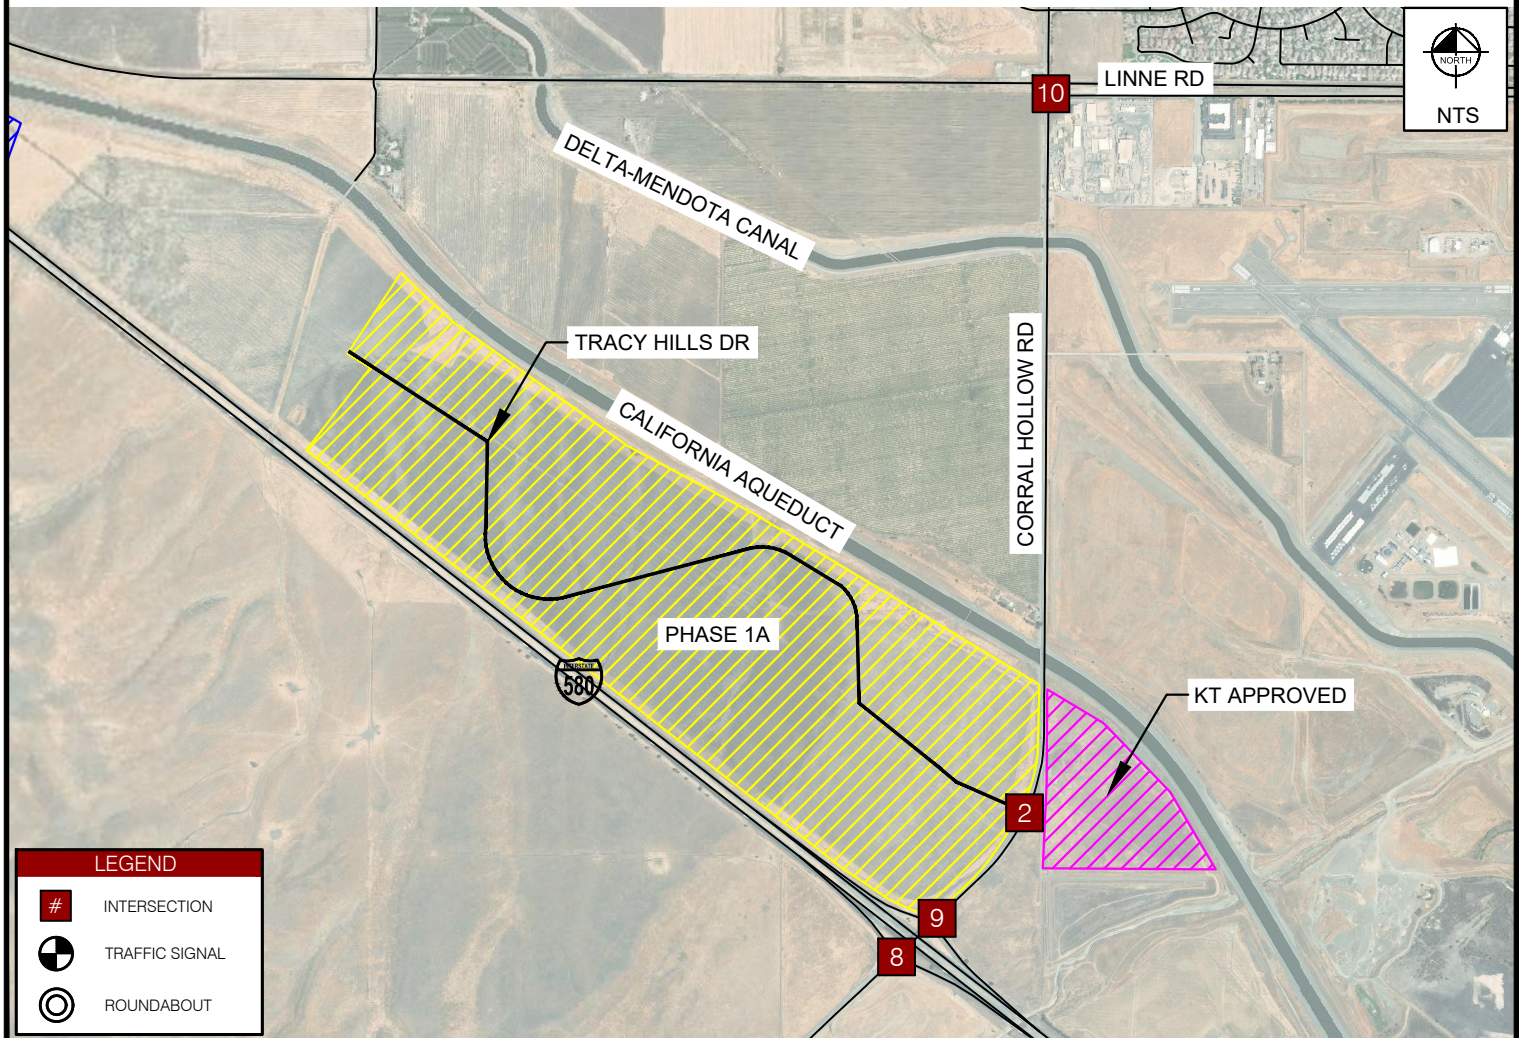 10
LINNE RD
NORTH
NTS
DELTA-MENDOTA CANAL
TRACY HILLS DR
CORRAL HOLLOW RD
CALIFORNIA AQUEDUCT
PHASE 1A
INTERSTATE
580
KT APPROVED
2
9
8
LEGEND
# INTERSECTION
TRAFFIC SIGNAL
ROUNDABOUT